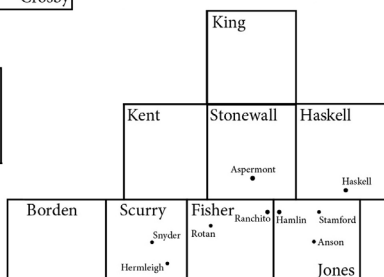 Crosby
King
Kent
Stonewall
Haskell
Aspermont
Haskell
Borden
Scurry
Fisher
Ranchito
Hamlin
Stamford
Snyder
Rotan
Anson
Hermleigh
Jones